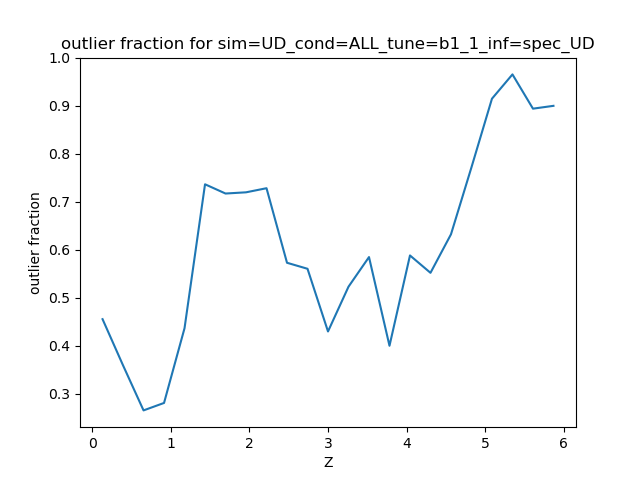 outlier fraction for sim=UD_cond=ALL_tune=b1_1_inf=spec_UD
1.0
0.9
0.8
0.7
0.6
0.5
0.4
0.3
outlier fraction
0 1 2 3 4 5 6
Z